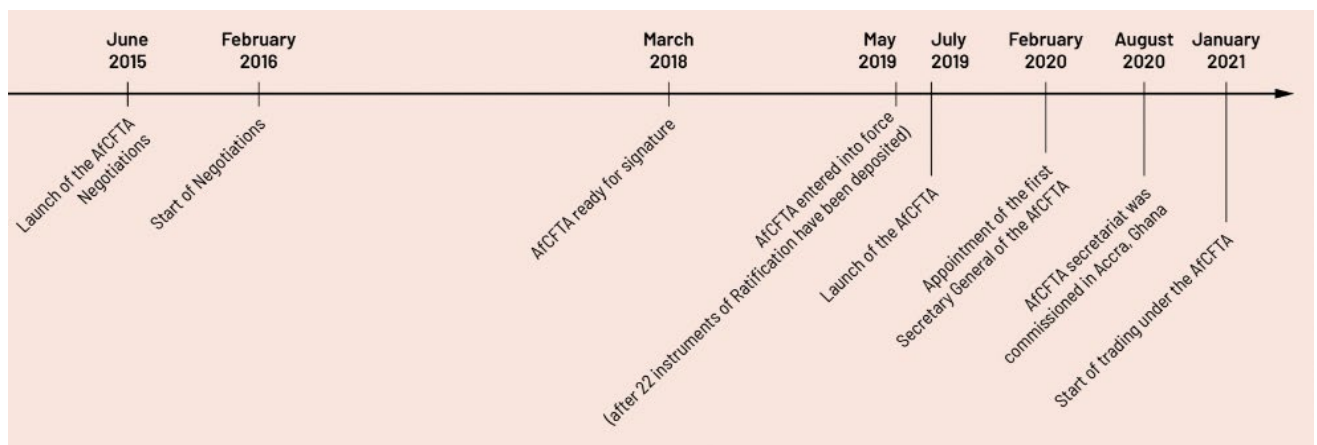 June
2015
February
2016
March
2018
May
2019
July
2019
February
2020
August
2020
January
2021
Launch of the AfCFTA
Negotiations
Start of Negotiations
AfCFTA ready for signature
AfCFTA entered into force
(after 22 instruments of Ratification have been deposited)
Launch of the AfCFTA
Appointment of the first
Secretary General of the AfCFTA
AfCFTA secretariat was
commissioned in Accra, Ghana
Start of trading under the AfCFTA